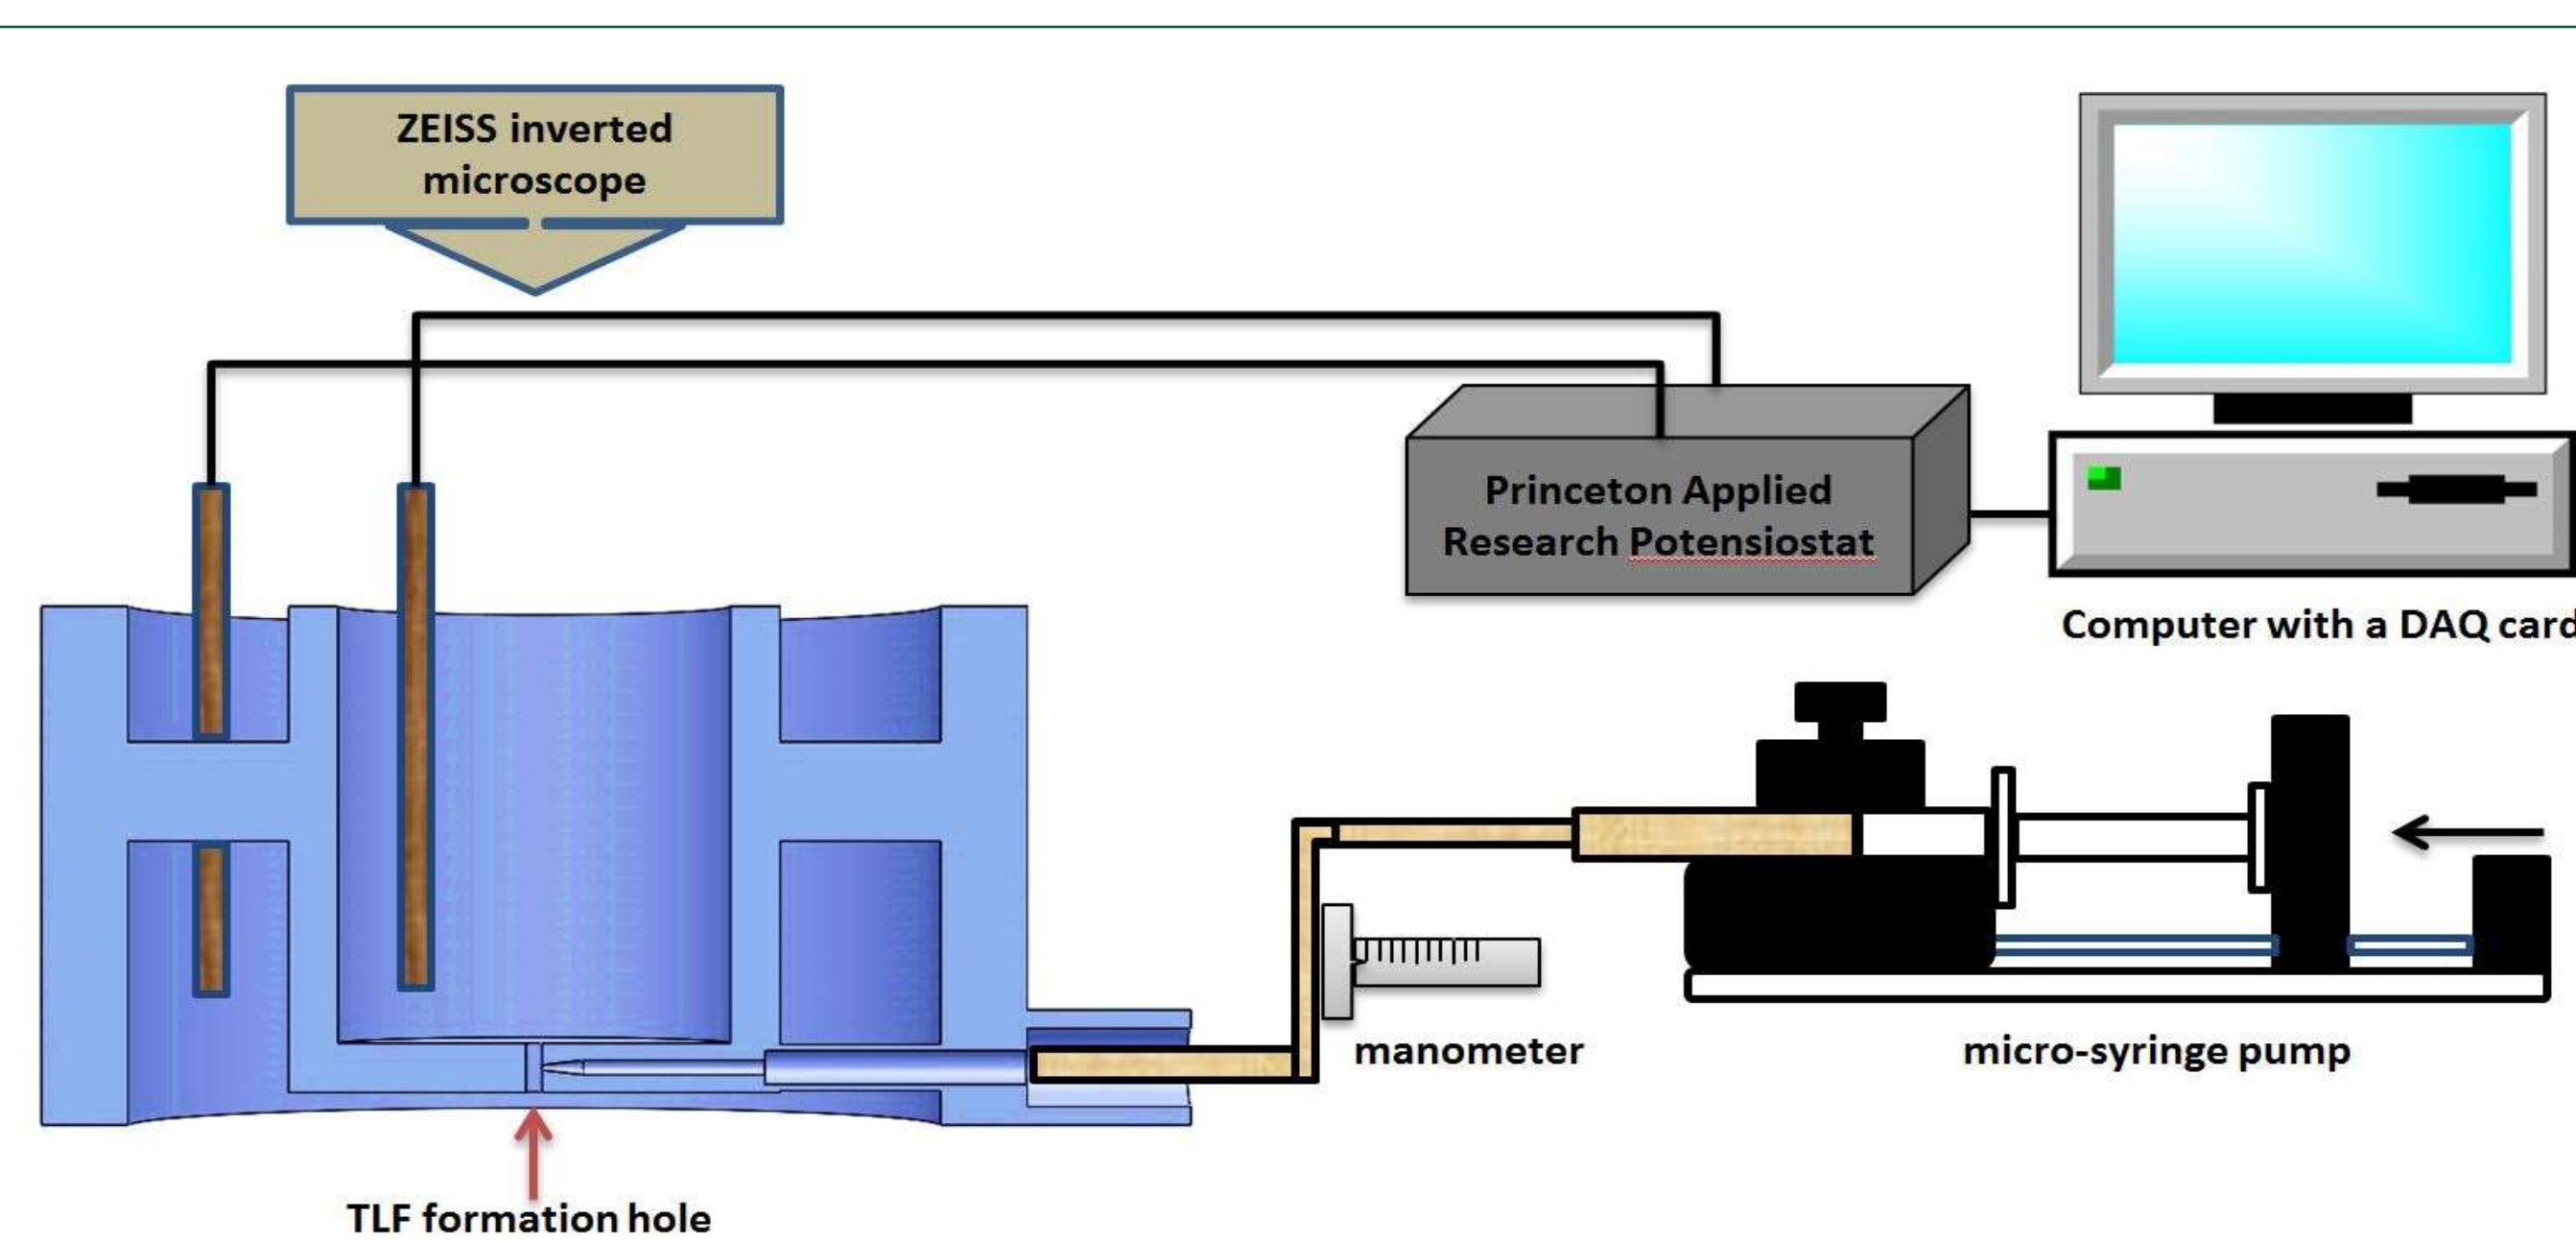 ZEISS inverted
microscope
Princeton Applied
Research Potensiostat
Computer with a DAQ card
manometer
micro-syringe pump
TLF formation hole